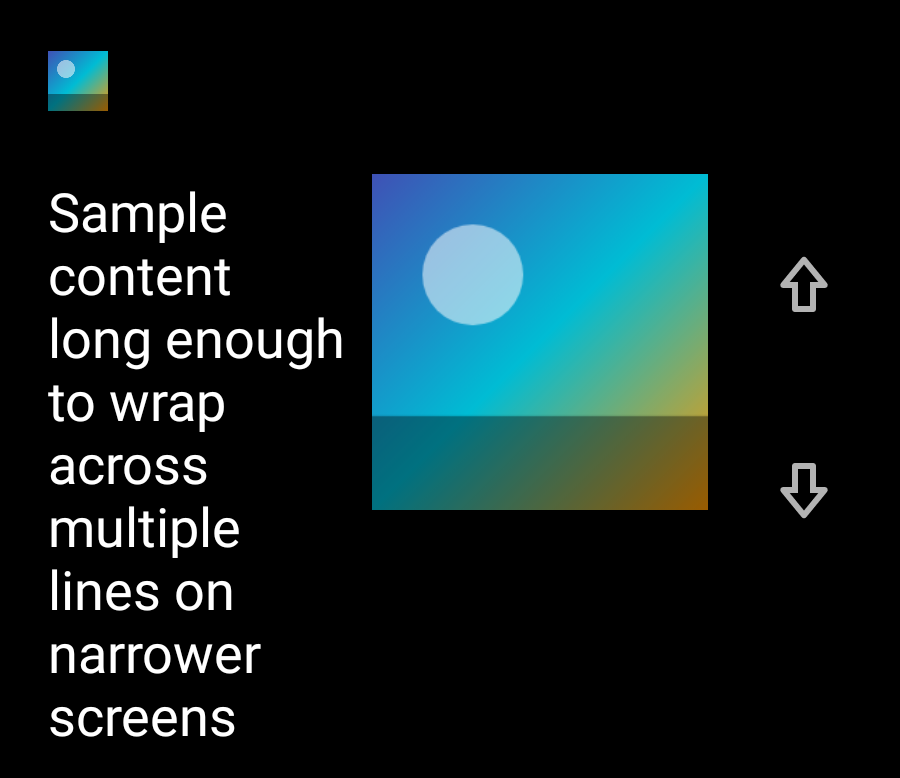 Sample
content
long enough
to wrap
across
multiple
lines on
narrower
screens